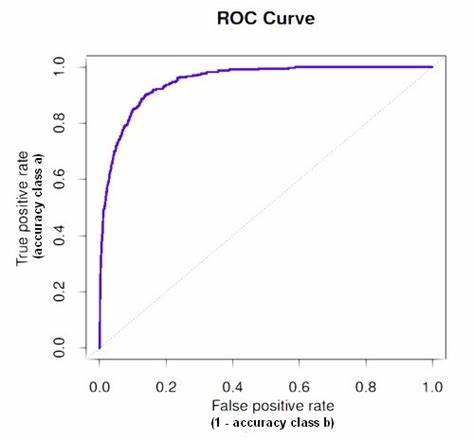 ROC Curve
True positive rate
(accuracy class a)
1.0
0.8
0.6
0.4
0.2
0.0
0.0 0.2 0.4 0.6 0.8 1.0
False positive rate
(1 - accuracy class b)